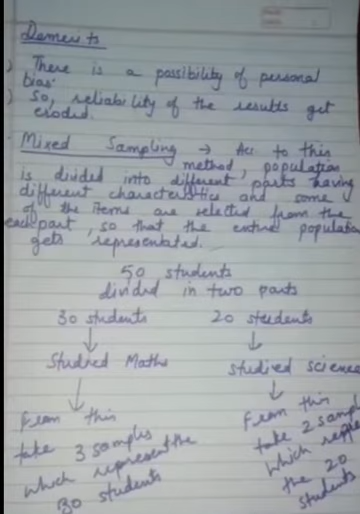 Demerits
) There is a possibility of personal
bias.
) So, reliability of the results get
eroded.
Mixed Sampling → Acc to this
method, population
is divided into different parts having
different characteristics and some
of the items are selected from the
each part, so that the entire population
gets represented.
50 students
divided in two parts
30 students 20 students
↓ ↓
Studied Maths studied science
↓ ↓
From this From this
take 3 samples take 2 sampl
which represent the which repre
30 students the 20
students